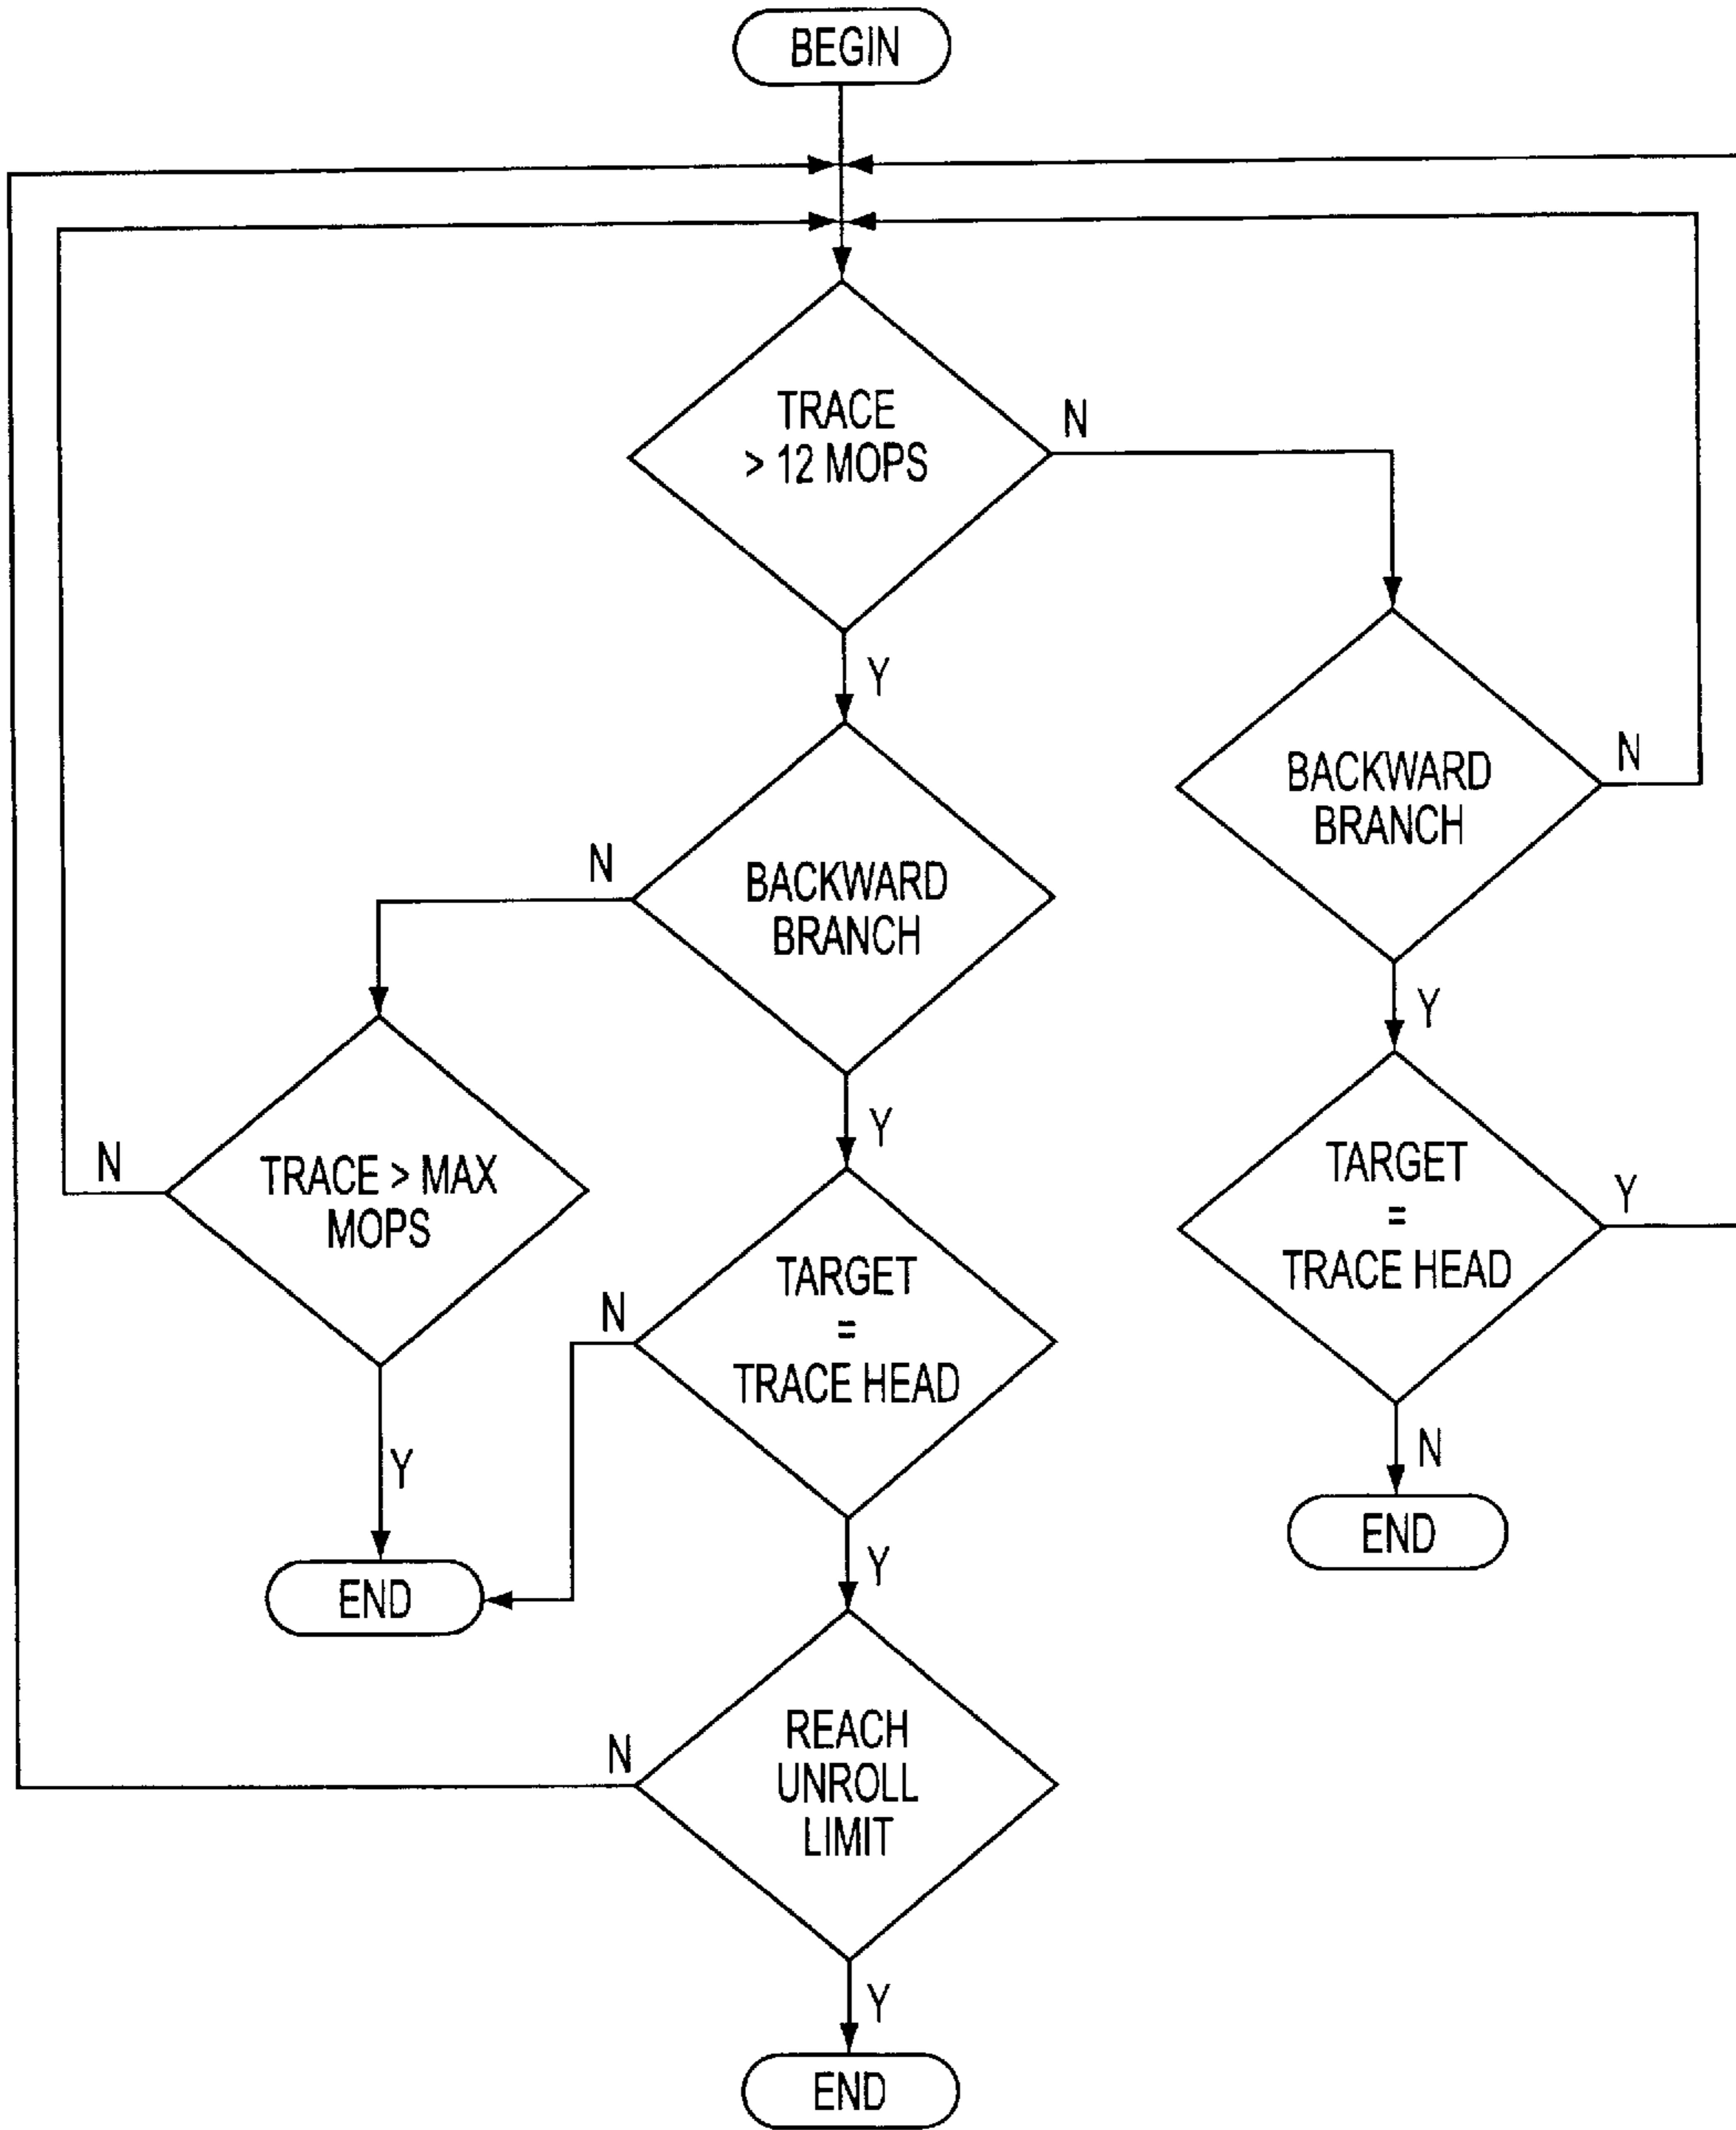 BEGIN
TRACE
> 12 MOPS
N
Y
BACKWARD
BRANCH
N
Y
BACKWARD
BRANCH
N
Y
TRACE > MAX
MOPS
N
Y
TARGET
=
TRACE HEAD
N
Y
TARGET
=
TRACE HEAD
Y
N
END
END
REACH
UNROLL
LIMIT
N
Y
END